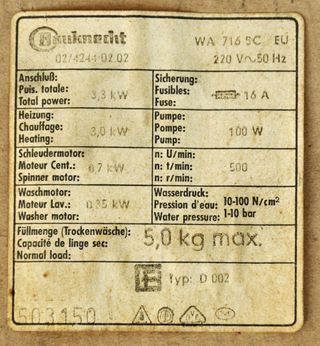 Bauknecht
WA 716 SC EU
02/4244-02.02
220 V~50 Hz
Anschluß:
Puis. totale:
Total power:
3,3 kW
Sicherung:
Fusibles:
Fuse:
16 A
Heizung:
Chauffage:
Heating:
3,0 kW
Pumpe:
Pompe:
Pump:
100 W
Schleudermotor:
Moteur Cent.:
Spinner motor:
0,7 kW
n: U/min:
n: t/min:
n: r/min:
500
Waschmotor:
Moteur Lav.:
Washer motor:
0,35 kW
Wasserdruck:
Pression d'eau:
Water pressure:
10-100 N/cm²
1-10 bar
Füllmenge (Trockenwäsche):
Capacité de linge sec:
Normal load:
5,0 kg max.
Typ: D 002
503150